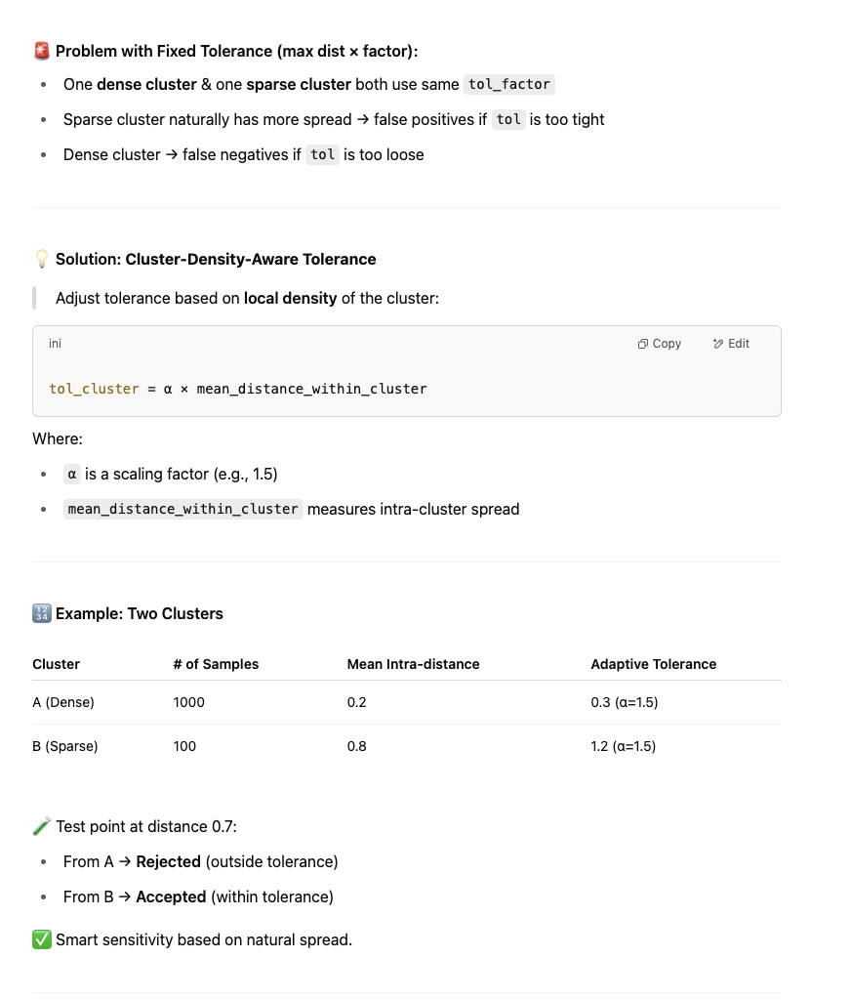 🚨 Problem with Fixed Tolerance (max dist × factor):
• One dense cluster & one sparse cluster both use same tol_factor
• Sparse cluster naturally has more spread → false positives if tol is too tight
• Dense cluster → false negatives if tol is too loose
💡 Solution: Cluster-Density-Aware Tolerance
Adjust tolerance based on local density of the cluster:
ini Copy Edit
tol_cluster = α × mean_distance_within_cluster
Where:
• α is a scaling factor (e.g., 1.5)
• mean_distance_within_cluster measures intra-cluster spread
🔢 Example: Two Clusters
Cluster # of Samples Mean Intra-distance Adaptive Tolerance
A (Dense) 1000 0.2 0.3 (α=1.5)
B (Sparse) 100 0.8 1.2 (α=1.5)
🧪 Test point at distance 0.7:
• From A → Rejected (outside tolerance)
• From B → Accepted (within tolerance)
✅ Smart sensitivity based on natural spread.